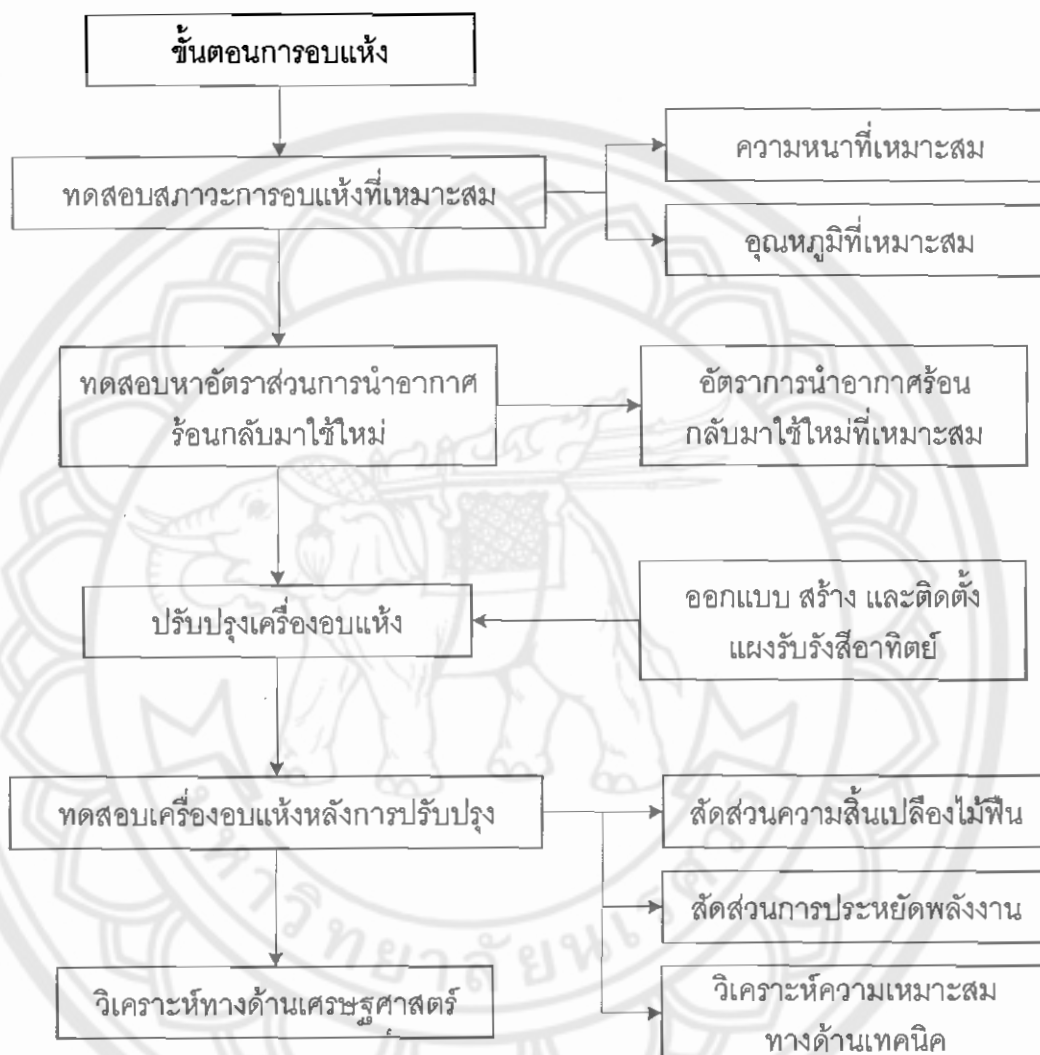 ขั้นตอนการอบแห้ง
ทดสอบสภาวะการอบแห้งที่เหมาะสม
ความหนาที่เหมาะสม
อุณหภูมิที่เหมาะสม
ทดสอบหาอัตราส่วนการนำอากาศ
ร้อนกลับมาใช้ใหม่
อัตราการนำอากาศร้อน
กลับมาใช้ใหม่ที่เหมาะสม
ปรับปรุงเครื่องอบแห้ง
ออกแบบ สร้าง และติดตั้ง
แผงรับรังสีอาทิตย์
ทดสอบเครื่องอบแห้งหลังการปรับปรุง
สัดส่วนความสิ้นเปลืองไม้ฟืน
สัดส่วนการประหยัดพลังงาน
วิเคราะห์ความเหมาะสม
ทางด้านเทคนิค
วิเคราะห์ทางด้านเศรษฐศาสตร์
มหาวิทยาลัยนเรศวร